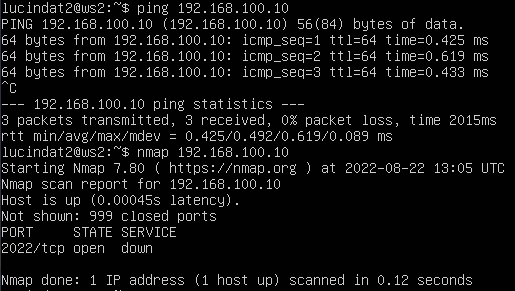 lucindat2@ws2:~$ ping 192.168.100.10
PING 192.168.100.10 (192.168.100.10) 56(84) bytes of data.
64 bytes from 192.168.100.10: icmp_seq=1 ttl=64 time=0.425 ms
64 bytes from 192.168.100.10: icmp_seq=2 ttl=64 time=0.619 ms
64 bytes from 192.168.100.10: icmp_seq=3 ttl=64 time=0.433 ms
^C
--- 192.168.100.10 ping statistics ---
3 packets transmitted, 3 received, 0% packet loss, time 2015ms
rtt min/avg/max/mdev = 0.425/0.492/0.619/0.089 ms
lucindat2@ws2:~$ nmap 192.168.100.10
Starting Nmap 7.80 ( https://nmap.org ) at 2022-08-22 13:05 UTC
Nmap scan report for 192.168.100.10
Host is up (0.00045s latency).
Not shown: 999 closed ports
PORT     STATE SERVICE
2022/tcp open  down

Nmap done: 1 IP address (1 host up) scanned in 0.12 seconds